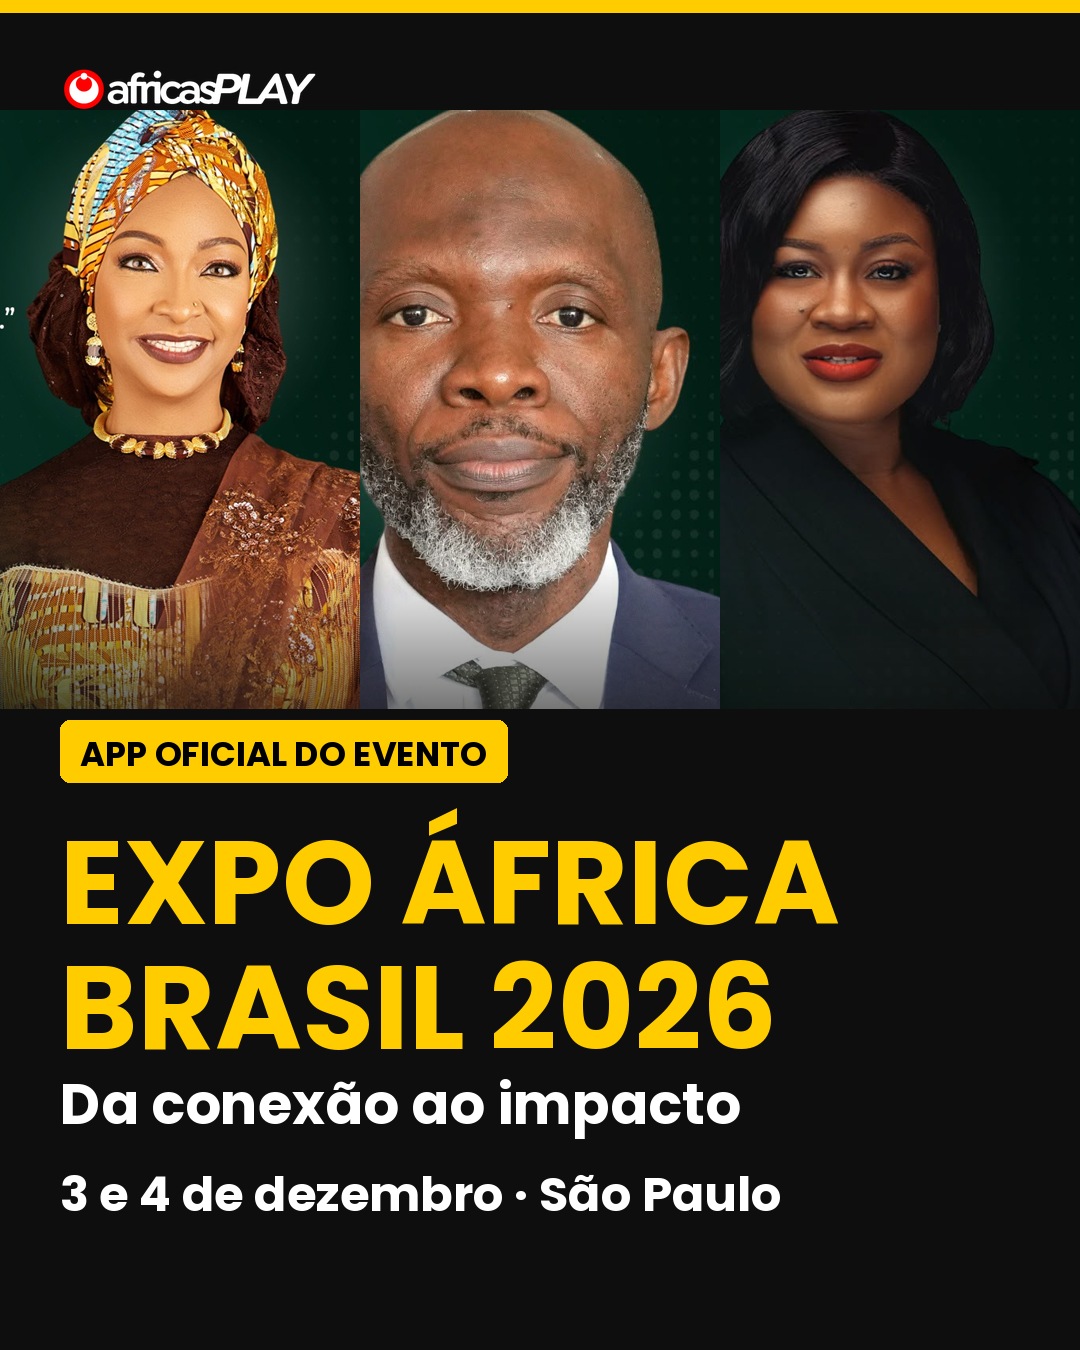 africasPLAY
.”
APP OFICIAL DO EVENTO
EXPO ÁFRICA
BRASIL 2026
Da conexão ao impacto
3 e 4 de dezembro · São Paulo